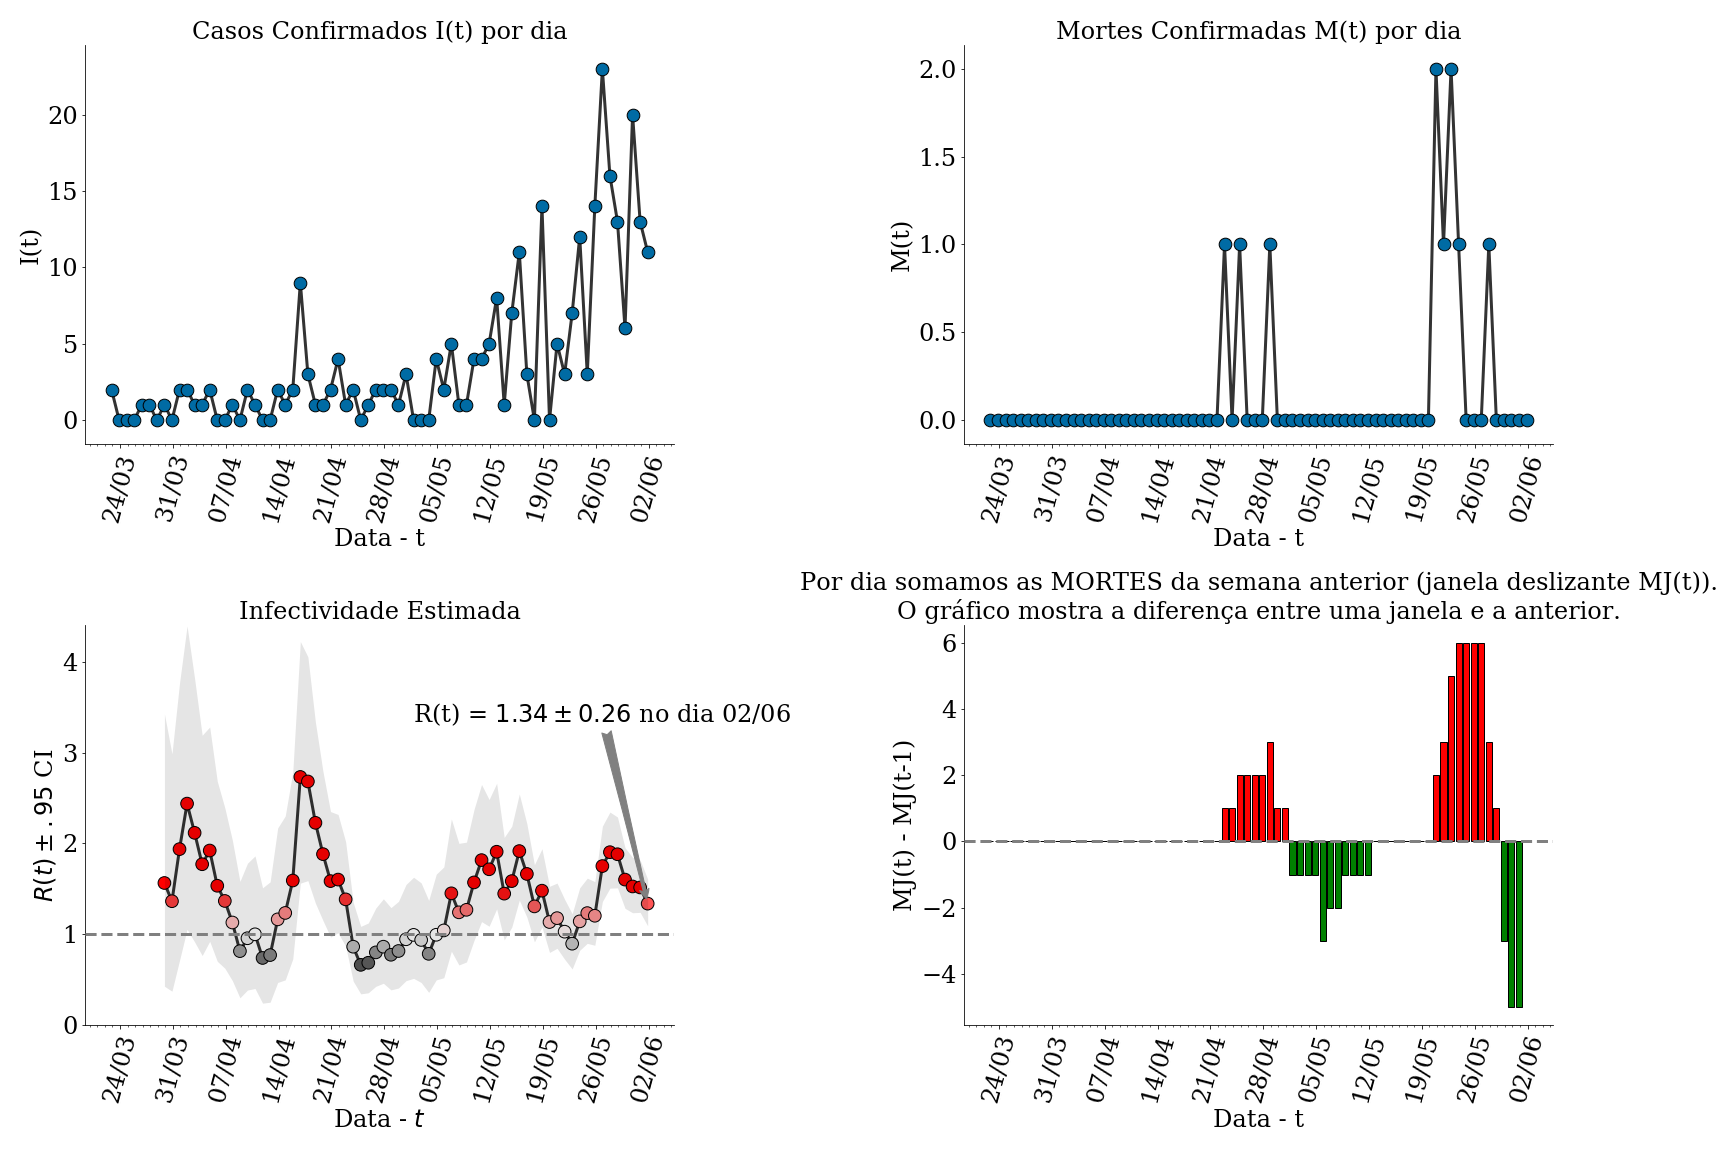 Casos Confirmados I(t) por dia
I(t)
20
15
10
5
0
24/03 31/03 07/04 14/04 21/04 28/04 05/05 12/05 19/05 26/05 02/06
Data - t
Mortes Confirmadas M(t) por dia
M(t)
2.0
1.5
1.0
0.5
0.0
24/03 31/03 07/04 14/04 21/04 28/04 05/05 12/05 19/05 26/05 02/06
Data - t
Infectividade Estimada
R(t) ± .95 CI
4
3
2
1
0
R(t) = 1.34 ± 0.26 no dia 02/06
24/03 31/03 07/04 14/04 21/04 28/04 05/05 12/05 19/05 26/05 02/06
Data - t
Por dia somamos as MORTES da semana anterior (janela deslizante MJ(t)).
O gráfico mostra a diferença entre uma janela e a anterior.
MJ(t) - MJ(t-1)
6
4
2
0
−2
−4
24/03 31/03 07/04 14/04 21/04 28/04 05/05 12/05 19/05 26/05 02/06
Data - t